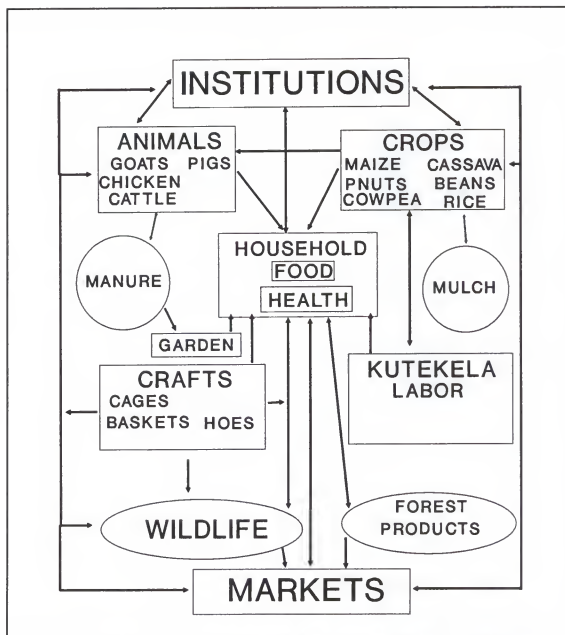 INSTITUTIONS
ANIMALS
GOATS PIGS
CHICKEN
CATTLE
CROPS
MAIZE CASSAVA
PNUTS BEANS
COWPEA RICE
HOUSEHOLD
FOOD
HEALTH
MANURE
MULCH
GARDEN
CRAFTS
CAGES
BASKETS HOES
KUTEKELA
LABOR
WILDLIFE
FOREST
PRODUCTS
MARKETS